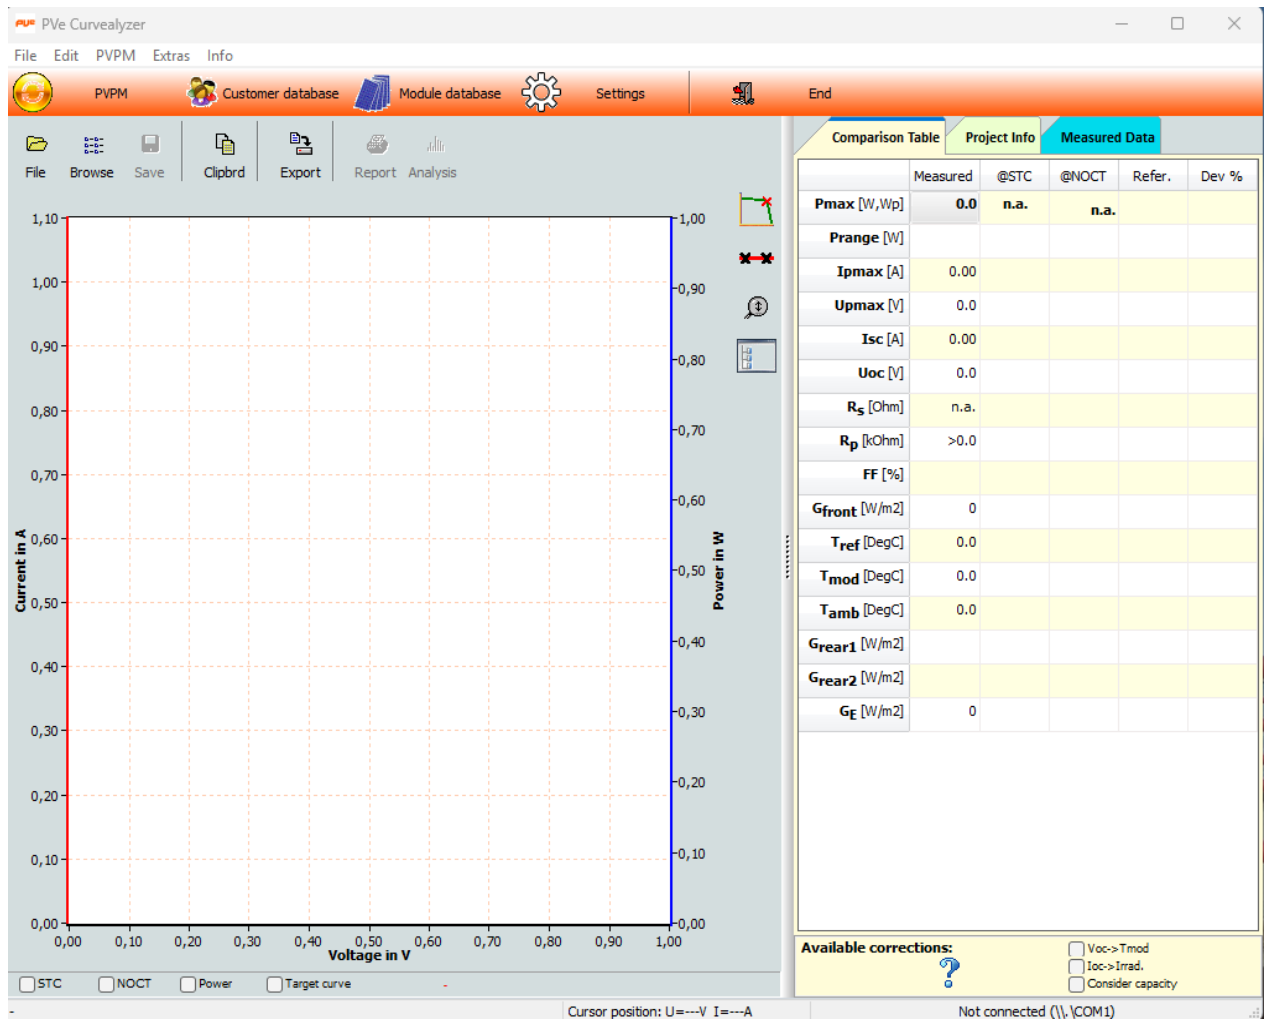 PVe PVe Curvealyzer
File Edit PVPM Extras Info
PVPM Customer database Module database Settings End
File Browse Save Clipbrd Export Report Analysis
Comparison Table Project Info Measured Data
Measured @STC @NOCT Refer. Dev %
Pmax [W,Wp] 0.0 n.a. n.a.
Prange [W]
Ipmax [A] 0.00
Upmax [V] 0.0
Isc [A] 0.00
Uoc [V] 0.0
Rs [Ohm] n.a.
Rp [kOhm] >0.0
FF [%]
Gfront [W/m2] 0
Tref [DegC] 0.0
Tmod [DegC] 0.0
Tamb [DegC] 0.0
Grear1 [W/m2]
Grear2 [W/m2]
GE [W/m2] 0
1,10
1,00
0,90
0,80
0,70
0,60
0,50
0,40
0,30
0,20
0,10
0,00
Current in A
1,00
0,90
0,80
0,70
0,60
0,50
0,40
0,30
0,20
0,10
0,00
Power in W
0,00 0,10 0,20 0,30 0,40 0,50 0,60 0,70 0,80 0,90 1,00
Voltage in V
STC NOCT Power Target curve -
Available corrections:
?
Voc->Tmod
Ioc->Irrad.
Consider capacity
- Cursor position: U=---V I=---A Not connected (\\.\COM1)